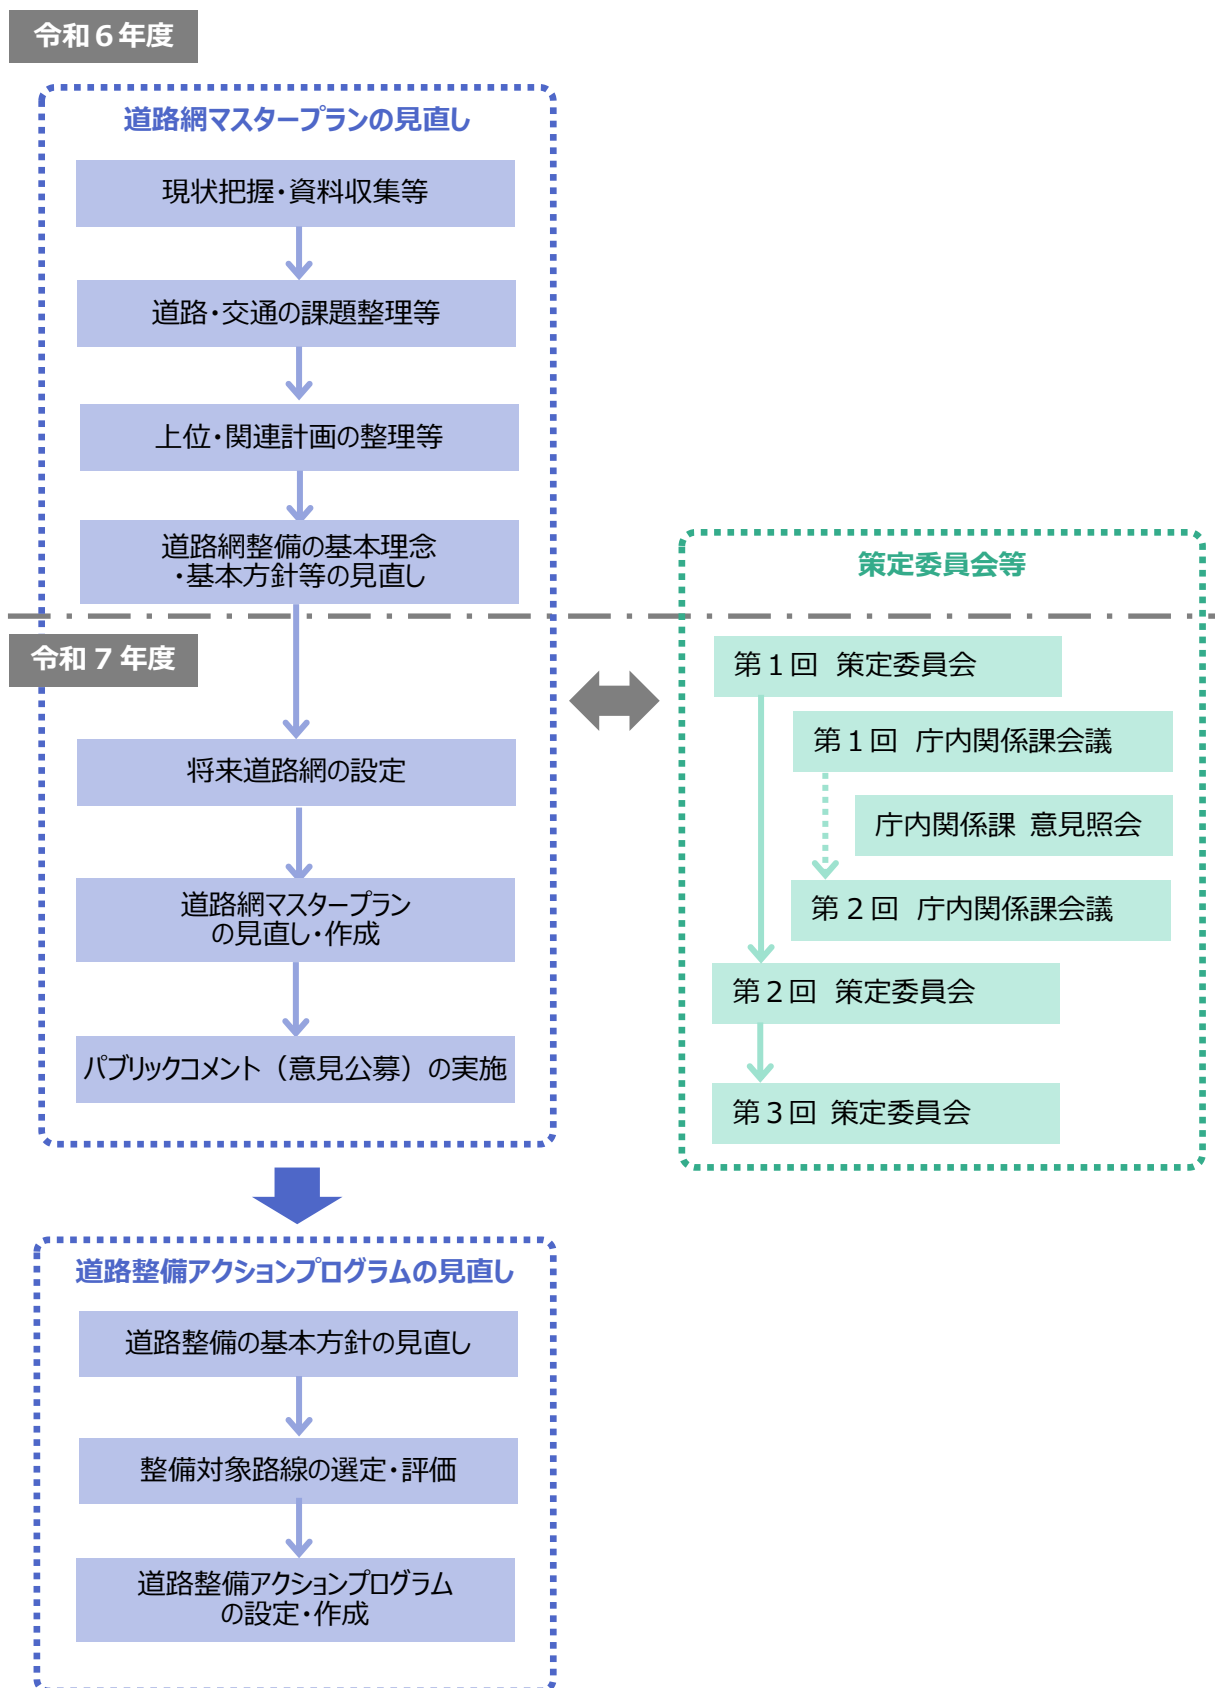 令和6年度
道路網マスタープランの見直し
現状把握・資料収集等
道路・交通の課題整理等
上位・関連計画の整理等
道路網整備の基本理念
・基本方針等の見直し
令和7年度
将来道路網の設定
道路網マスタープラン
の見直し・作成
パブリックコメント（意見公募）の実施
策定委員会等
第1回 策定委員会
第1回 庁内関係課会議
庁内関係課 意見照会
第2回 庁内関係課会議
第2回 策定委員会
第3回 策定委員会
道路整備アクションプログラムの見直し
道路整備の基本方針の見直し
整備対象路線の選定・評価
道路整備アクションプログラム
の設定・作成